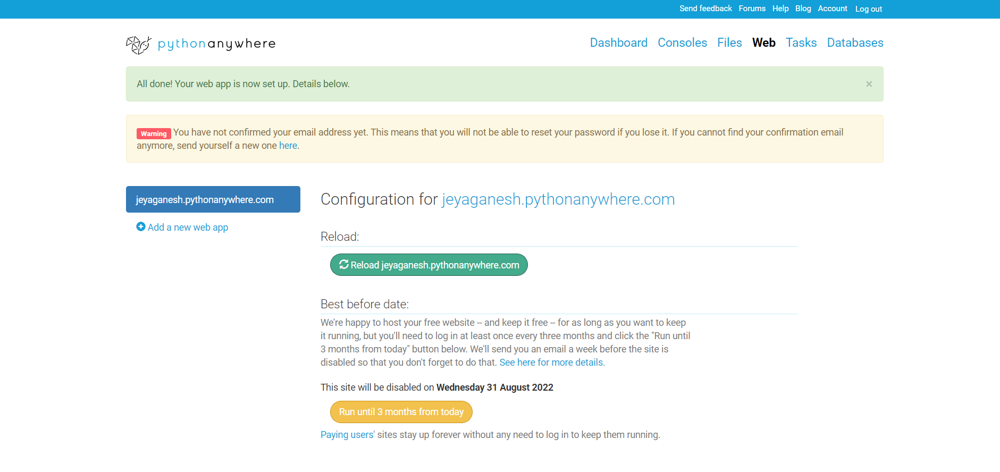 Send feedback Forums Help Blog Account Log out
pythonanywhere
Dashboard Consoles Files Web Tasks Databases
All done! Your web app is now set up. Details below.
×
Warning You have not confirmed your email address yet. This means that you will not be able to reset your password if you lose it. If you cannot find your confirmation email
anymore, send yourself a new one here.
jeyaganesh.pythonanywhere.com
Add a new web app
Configuration for jeyaganesh.pythonanywhere.com
Reload:
Reload jeyaganesh.pythonanywhere.com
Best before date:
We're happy to host your free website -- and keep it free -- for as long as you want to keep
it running, but you'll need to log in at least once every three months and click the "Run until
3 months from today" button below. We'll send you an email a week before the site is
disabled so that you don't forget to do that. See here for more details.
This site will be disabled on Wednesday 31 August 2022
Run until 3 months from today
Paying users' sites stay up forever without any need to log in to keep them running.